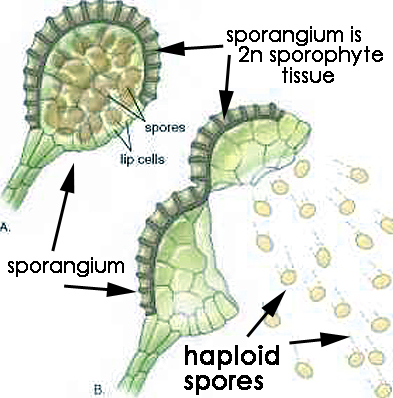 sporangium is
2n sporophyte
tissue
spores
lip cells
A.
sporangium
haploid
spores
B.